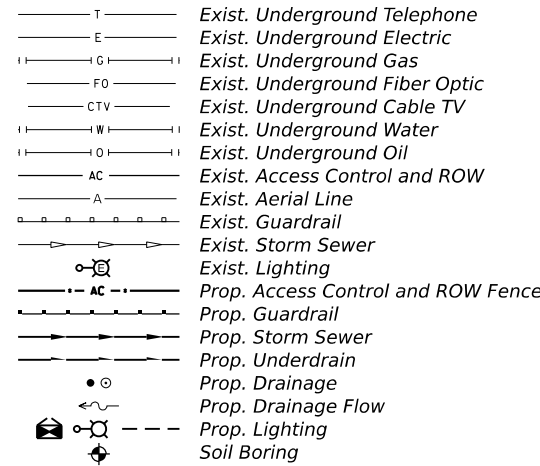 T Exist. Underground Telephone
E Exist. Underground Electric
G Exist. Underground Gas
FO Exist. Underground Fiber Optic
CTV Exist. Underground Cable TV
W Exist. Underground Water
O Exist. Underground Oil
AC Exist. Access Control and ROW
A Exist. Aerial Line
Exist. Guardrail
Exist. Storm Sewer
E Exist. Lighting
AC Prop. Access Control and ROW Fence
Prop. Guardrail
Prop. Storm Sewer
Prop. Underdrain
Prop. Drainage
Prop. Drainage Flow
Prop. Lighting
Soil Boring